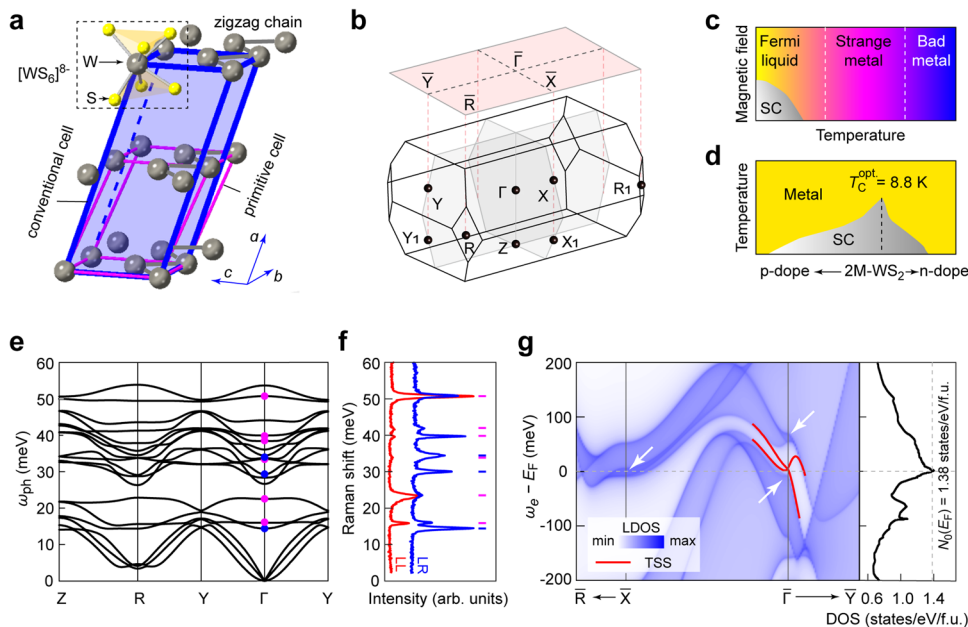 a
zigzag chain
[WS6]8-
W
S
conventional cell
primitive cell
a
b
c
b
Γ̅
Y̅
X̅
R̅
Γ
X
R1
Y
Y1
R
Z
X1
c
Magnetic field
Fermi liquid
Strange metal
Bad metal
SC
Temperature
d
Temperature
Metal
T_C^opt. = 8.8 K
SC
p-dope ← 2M-WS2 → n-dope
e
ωph (meV)
60
50
40
30
20
10
0
Z R Y Γ Y
f
Raman shift (meV)
60
50
40
30
20
10
0
LL
LR
Intensity (arb. units)
g
ωe − EF (meV)
200
100
0
-100
-200
LDOS
min max
TSS
R̅ ← X̅ Γ̅ → Y̅
N0(EF) = 1.38 states/eV/f.u.
0.6 1.0 1.4
DOS (states/eV/f.u.)